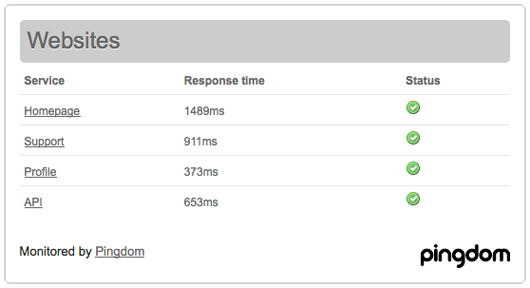 Websites
Service Response time Status
Homepage 1489ms
Support 911ms
Profile 373ms
API 653ms
Monitored by Pingdom
pingdom